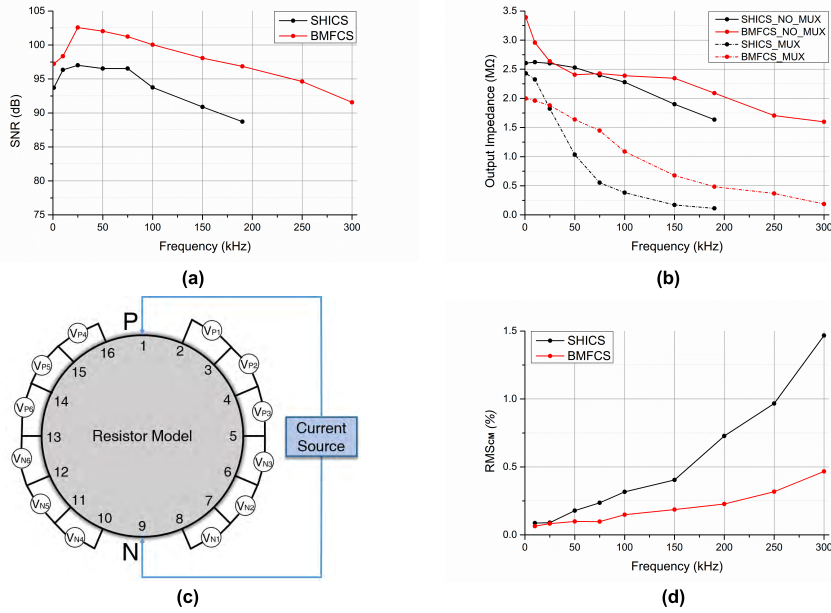 105
100
95
90
85
80
75
SNR (dB)
SHICS
BMFCS
0 50 100 150 200 250 300
Frequency (kHz)
(a)
3.5
3.0
2.5
2.0
1.5
1.0
0.5
0.0
Output Impedance (MΩ)
SHICS_NO_MUX
BMFCS_NO_MUX
SHICS_MUX
BMFCS_MUX
0 50 100 150 200 250 300
Frequency (kHz)
(b)
P
VP4 VP1
16 1 2
VP5 15 3 VP2
VP6 14 4 VP3
13 Resistor Model 5
Current
Source
VN6 12 6 VN3
VN5 11 7 VN2
VN4 10 9 8 VN1
N
(c)
1.5
1.0
0.5
0.0
RMSCM (%)
SHICS
BMFCS
0 50 100 150 200 250 300
Frequency (kHz)
(d)